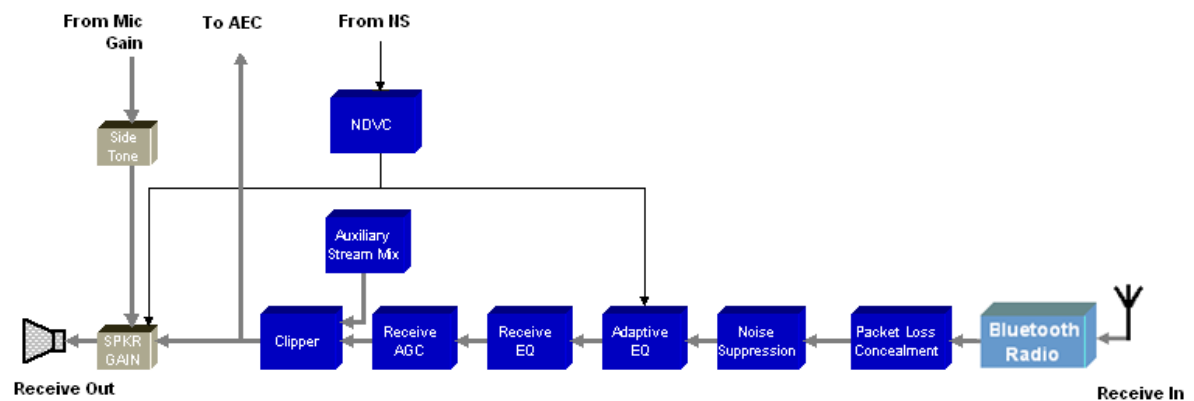 From Mic
Gain
To AEC
From NS
NDVC
Side
Tone
Auxiliary
Stream Mix
SPKR
GAIN
Clipper
Receive
AGC
Receive
EQ
Adaptive
EQ
Noise
Suppression
Packet Loss
Concealment
Bluetooth
Radio
Receive Out
Receive In